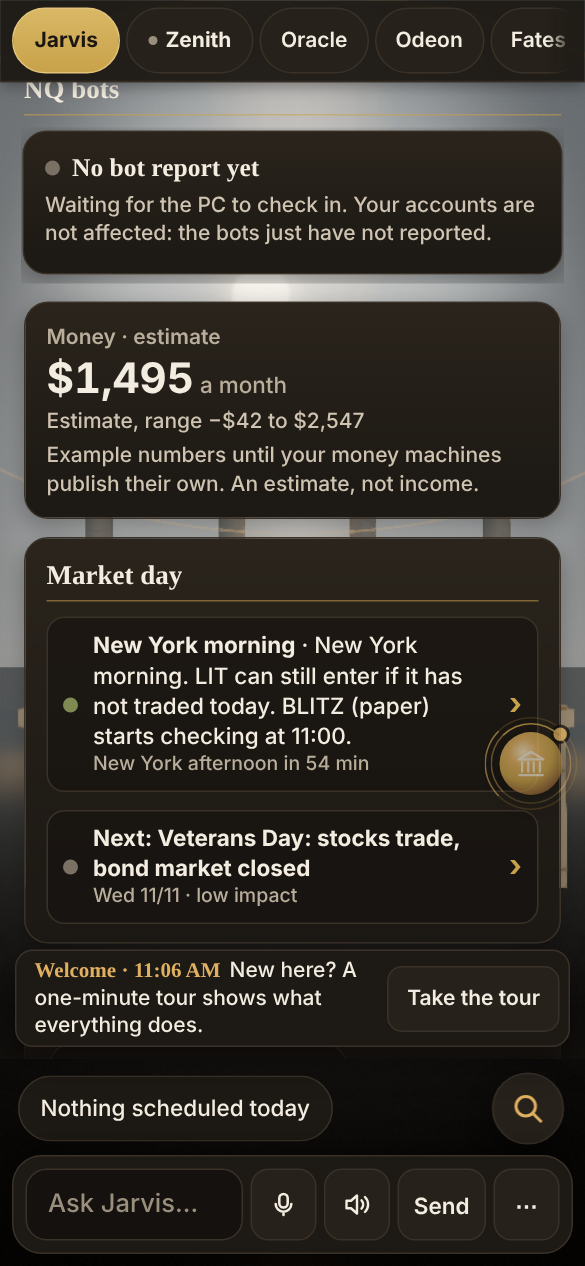 Jarvis
Zenith
Oracle
Odeon
Fates
NQ bots
No bot report yet
Waiting for the PC to check in. Your accounts are
not affected: the bots just have not reported.
Money · estimate
$1,495 a month
Estimate, range −$42 to $2,547
Example numbers until your money machines
publish their own. An estimate, not income.
Market day
New York morning · New York
morning. LIT can still enter if it has
not traded today. BLITZ (paper)
starts checking at 11:00.
New York afternoon in 54 min
Next: Veterans Day: stocks trade,
bond market closed
Wed 11/11 · low impact
Welcome · 11:06 AM New here? A
one-minute tour shows what
everything does.
Take the tour
Nothing scheduled today
Ask Jarvis...
Send